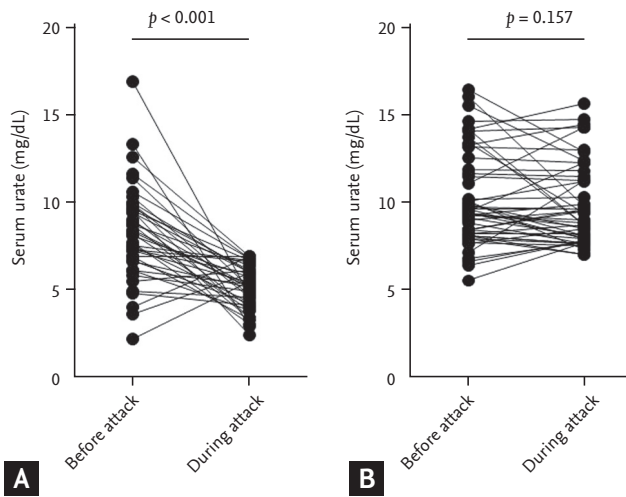 p < 0.001
20
15
10
5
0
Serum urate (mg/dL)
Before attack
During attack
A
p = 0.157
20
15
10
5
0
Serum urate (mg/dL)
Before attack
During attack
B